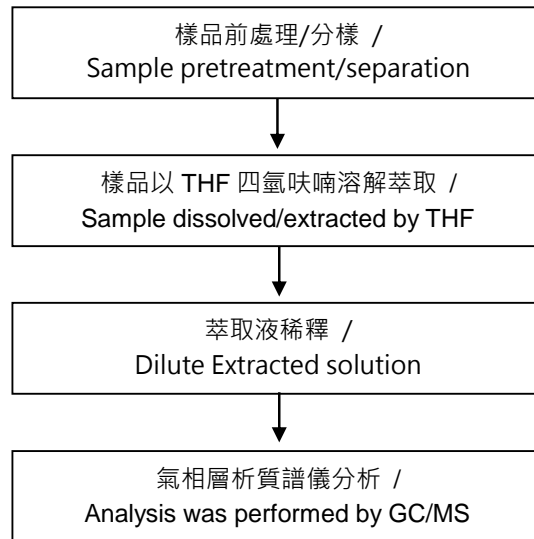 樣品前處理/分樣 /
Sample pretreatment/separation
樣品以 THF 四氫呋喃溶解萃取 /
Sample dissolved/extracted by THF
萃取液稀釋 /
Dilute Extracted solution
氣相層析質譜儀分析 /
Analysis was performed by GC/MS